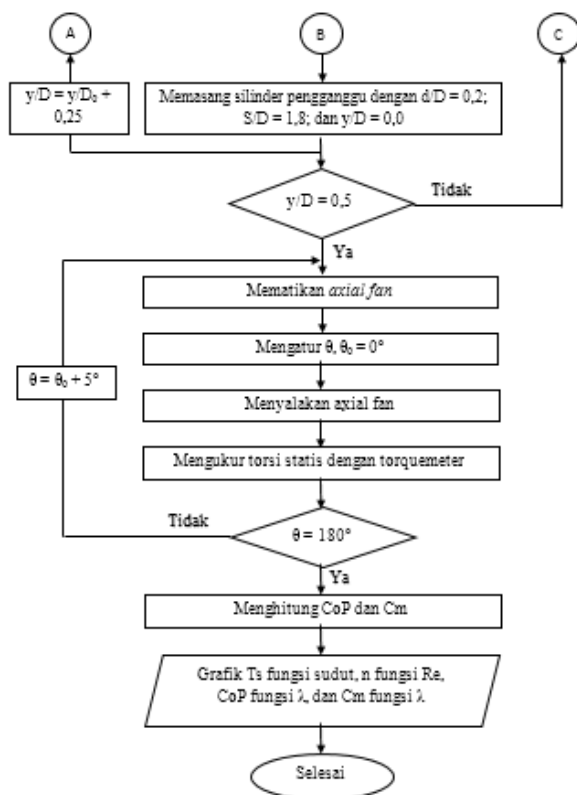 A
B
C
y/D = y/D₀ +
0,25
Memasang silinder pengganggu dengan d/D = 0,2;
S/D = 1,8; dan y/D = 0,0
y/D = 0,5
Tidak
Ya
Mematikan axial fan
Mengatur θ, θ₀ = 0°
θ = θ₀ + 5°
Menyalakan axial fan
Mengukur torsi statis dengan torquemeter
Tidak
θ = 180°
Ya
Menghitung CoP dan Cm
Grafik Ts fungsi sudut, n fungsi Re,
CoP fungsi λ, dan Cm fungsi λ
Selesai